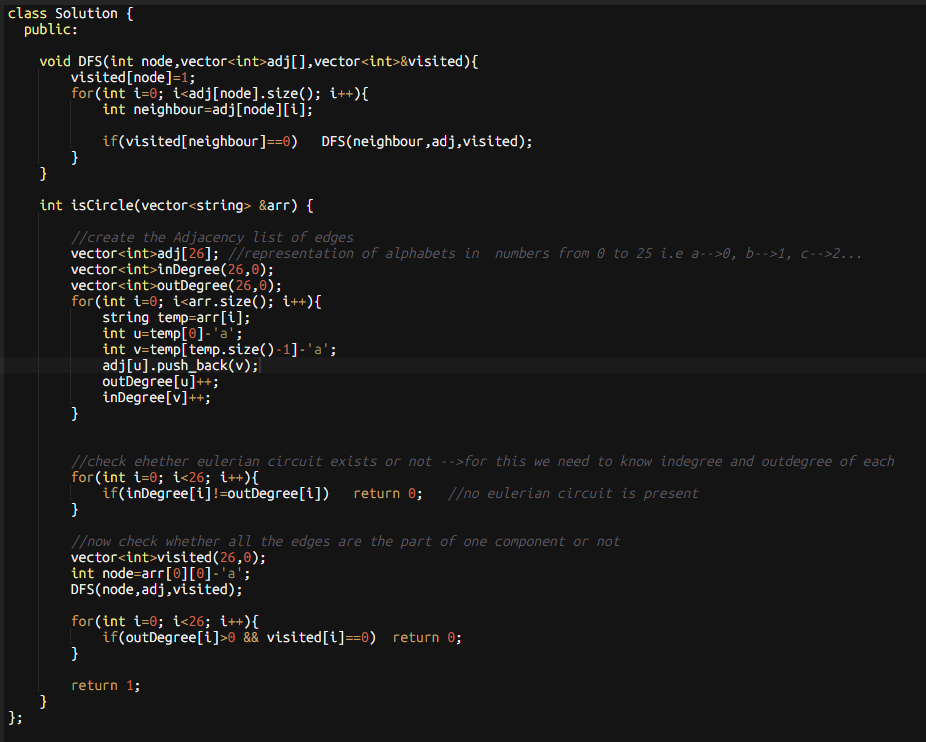 class Solution {
  public:
    void DFS(int node,vector<int>adj[],vector<int>&visited){
        visited[node]=1;
        for(int i=0; i<adj[node].size(); i++){
            int neighbour=adj[node][i];
            if(visited[neighbour]==0)   DFS(neighbour,adj,visited);
        }
    }
    int isCircle(vector<string> &arr) {
        //create the Adjacency list of edges
        vector<int>adj[26]; //representation of alphabets in  numbers from 0 to 25 i.e a-->0, b-->1, c-->2...
        vector<int>inDegree(26,0);
        vector<int>outDegree(26,0);
        for(int i=0; i<arr.size(); i++){
            string temp=arr[i];
            int u=temp[0]-'a';
            int v=temp[temp.size()-1]-'a';
            adj[u].push_back(v);
            outDegree[u]++;
            inDegree[v]++;
        }
        //check ehether eulerian circuit exists or not -->for this we need to know indegree and outdegree of each
        for(int i=0; i<26; i++){
            if(inDegree[i]!=outDegree[i])   return 0;   //no eulerian circuit is present
        }
        //now check whether all the edges are the part of one component or not
        vector<int>visited(26,0);
        int node=arr[0][0]-'a';
        DFS(node,adj,visited);
        for(int i=0; i<26; i++){
            if(outDegree[i]>0 && visited[i]==0)  return 0;
        }
        return 1;
    }
};